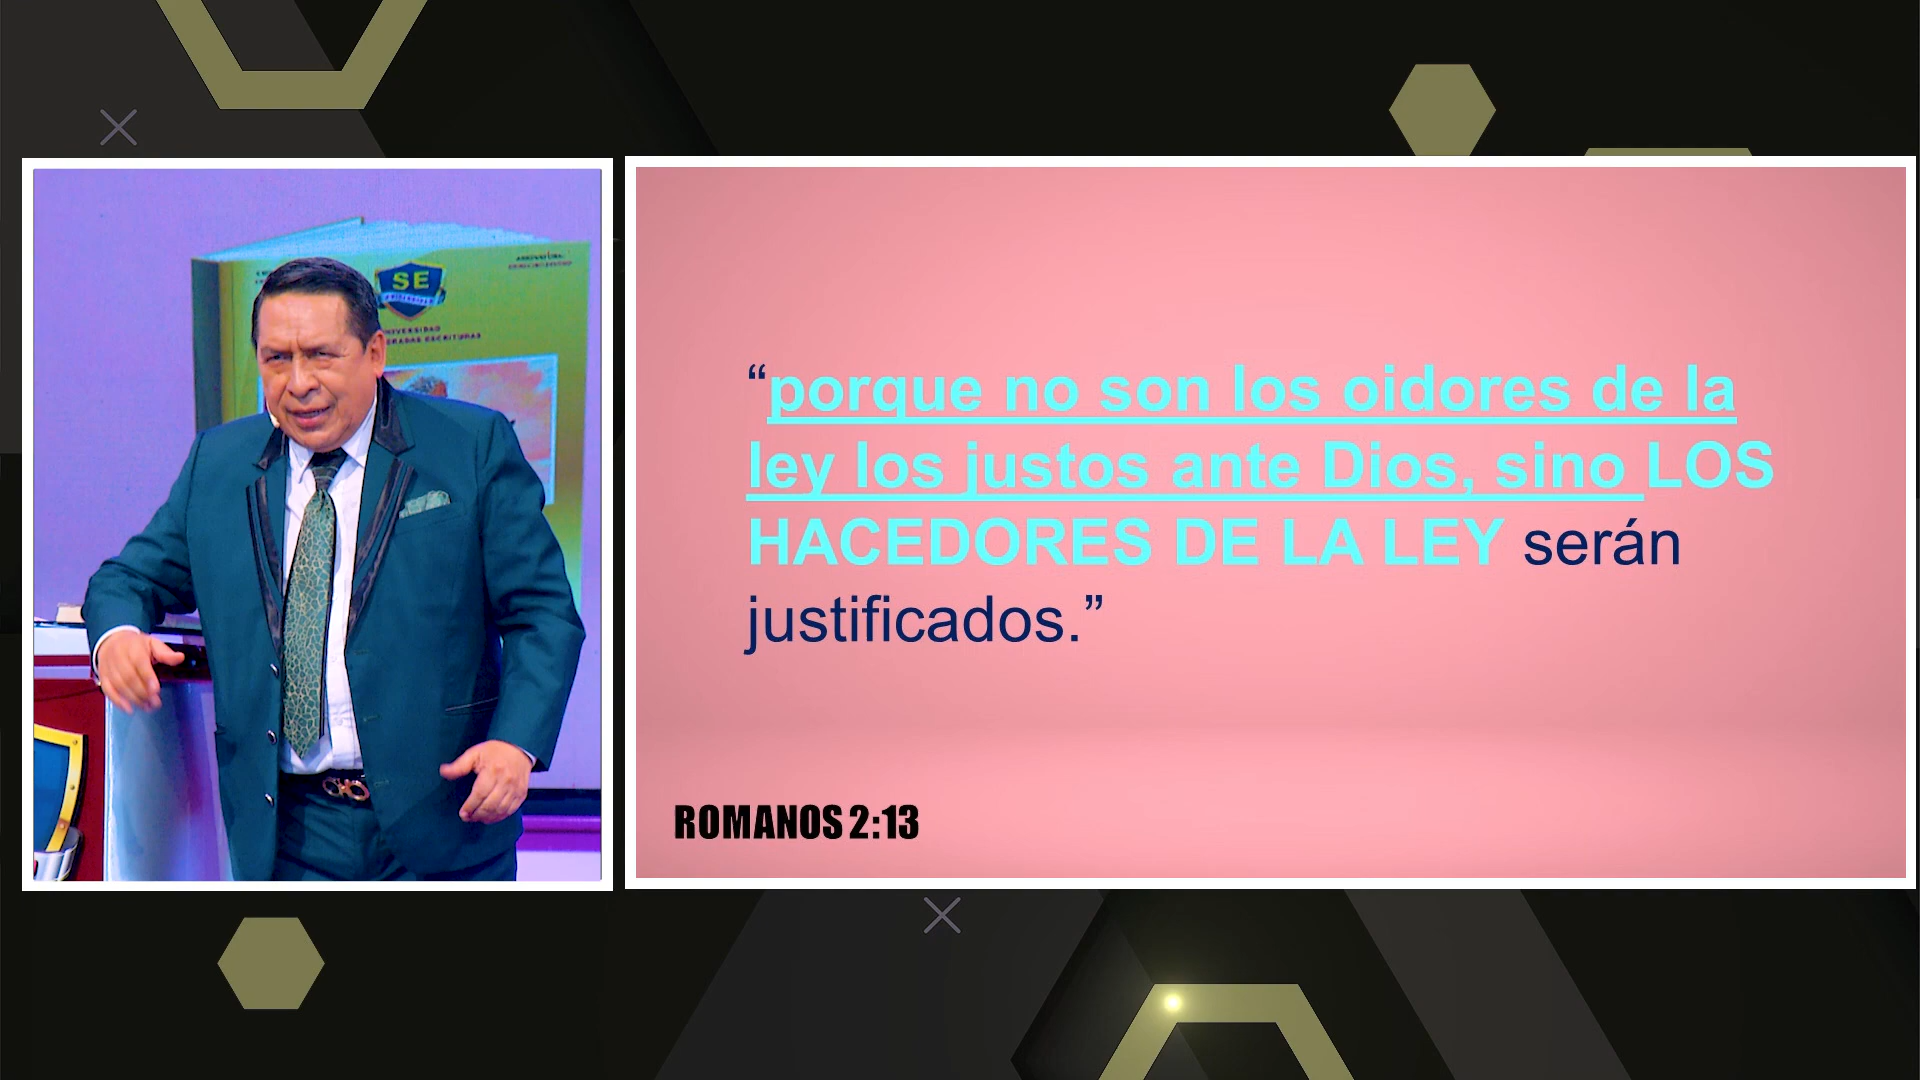 SE
UNIVERSIDAD
“porque no son los oidores de la
ley los justos ante Dios, sino LOS
HACEDORES DE LA LEY serán
justificados.”
ROMANOS 2:13